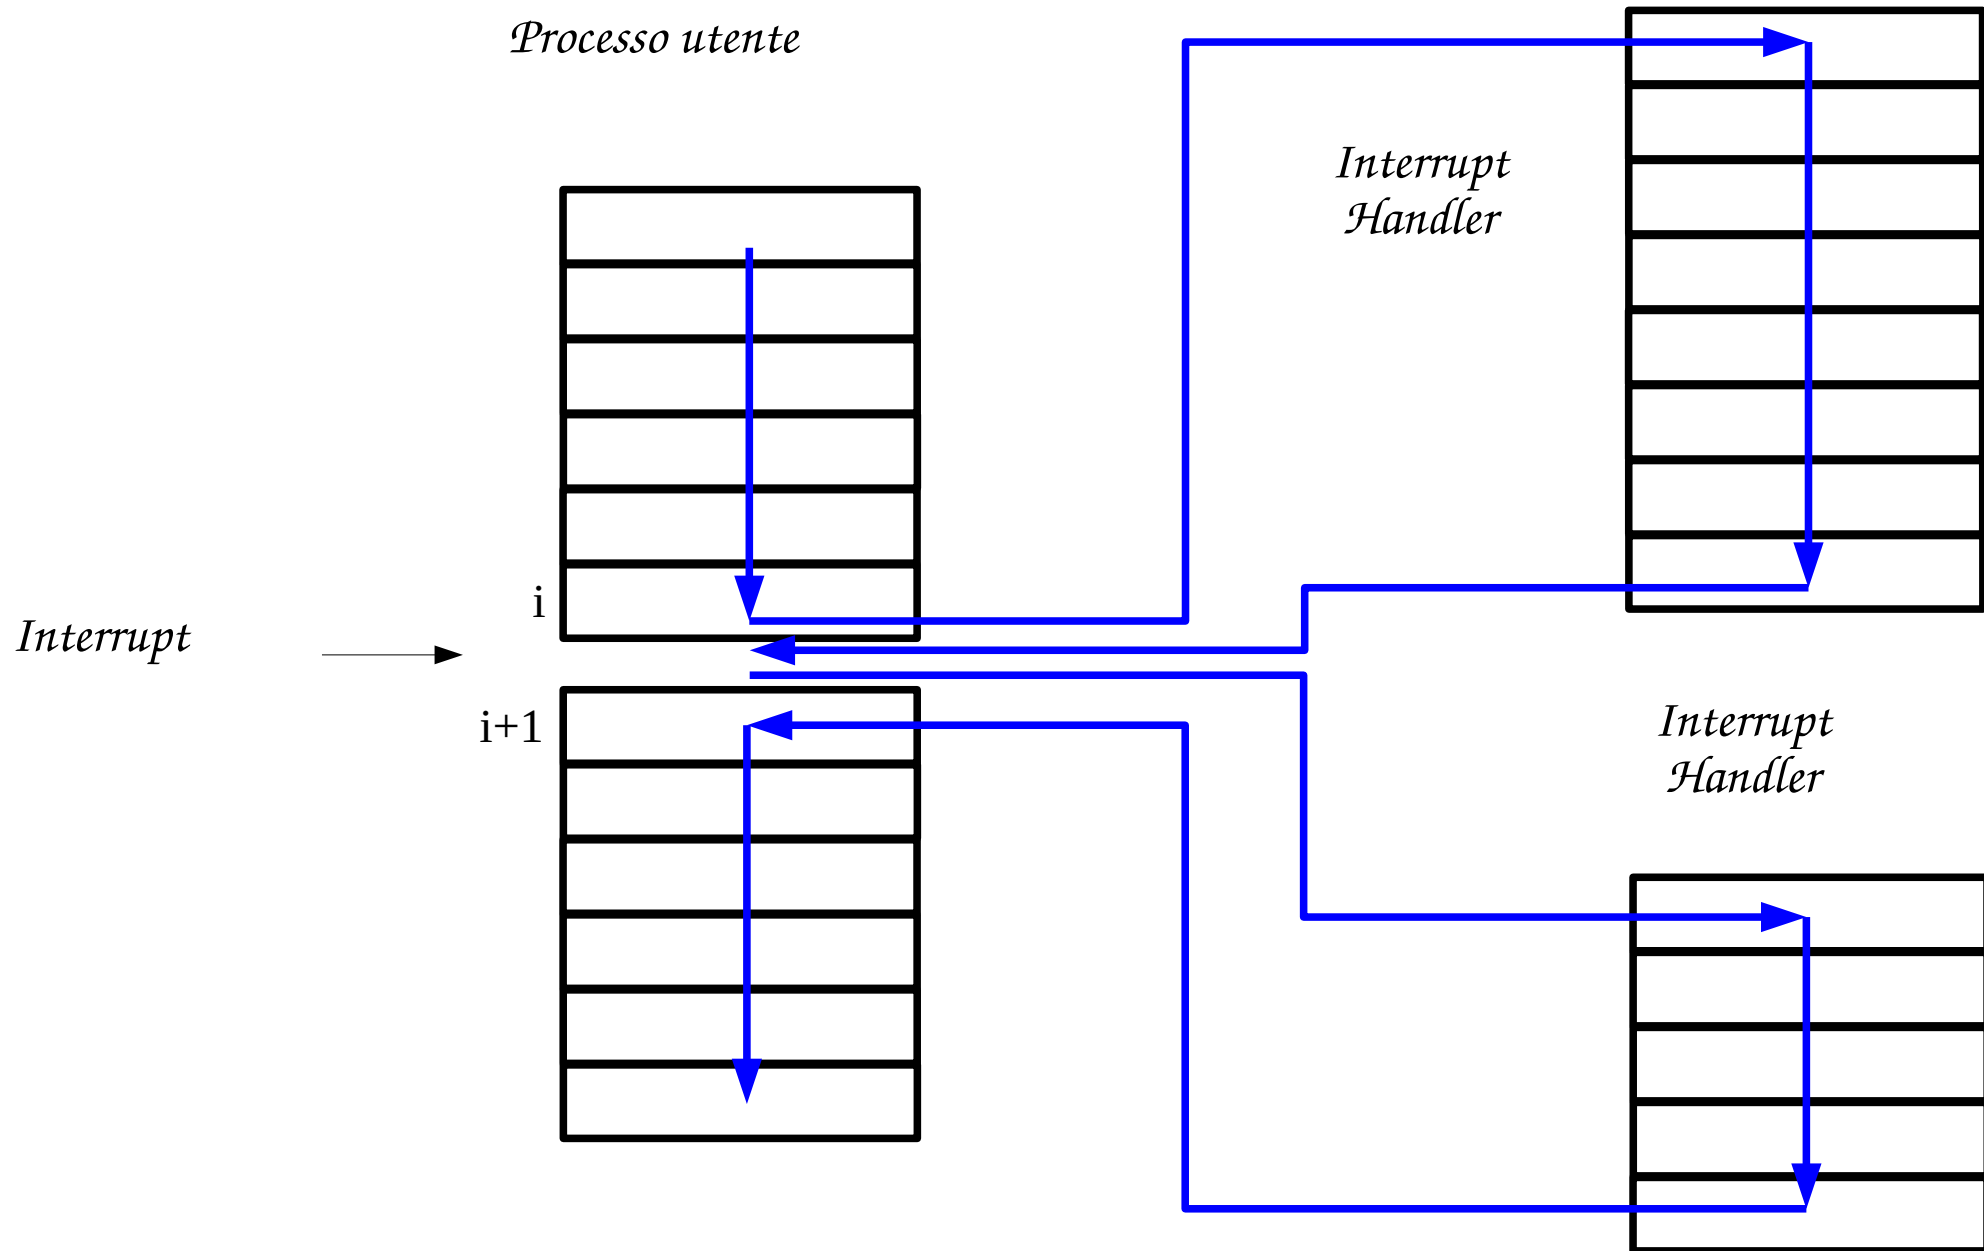 Processo utente
Interrupt
Handler
i
Interrupt
i+1
Interrupt
Handler